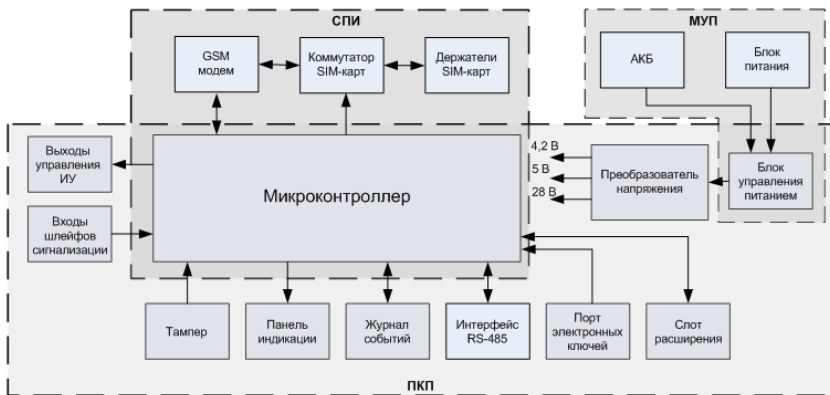 СПИ
МУП
GSM
модем
Коммутатор
SIM-карт
Держатели
SIM-карт
АКБ
Блок
питания
Выходы
управления
ИУ
Микроконтроллер
4,2 В
5 В
28 В
Преобразователь
напряжения
Блок
управления
питанием
Входы
шлейфов
сигнализации
Тампер
Панель
индикации
Журнал
событий
Интерфейс
RS-485
Порт
электронных
ключей
Слот
расширения
ПКП